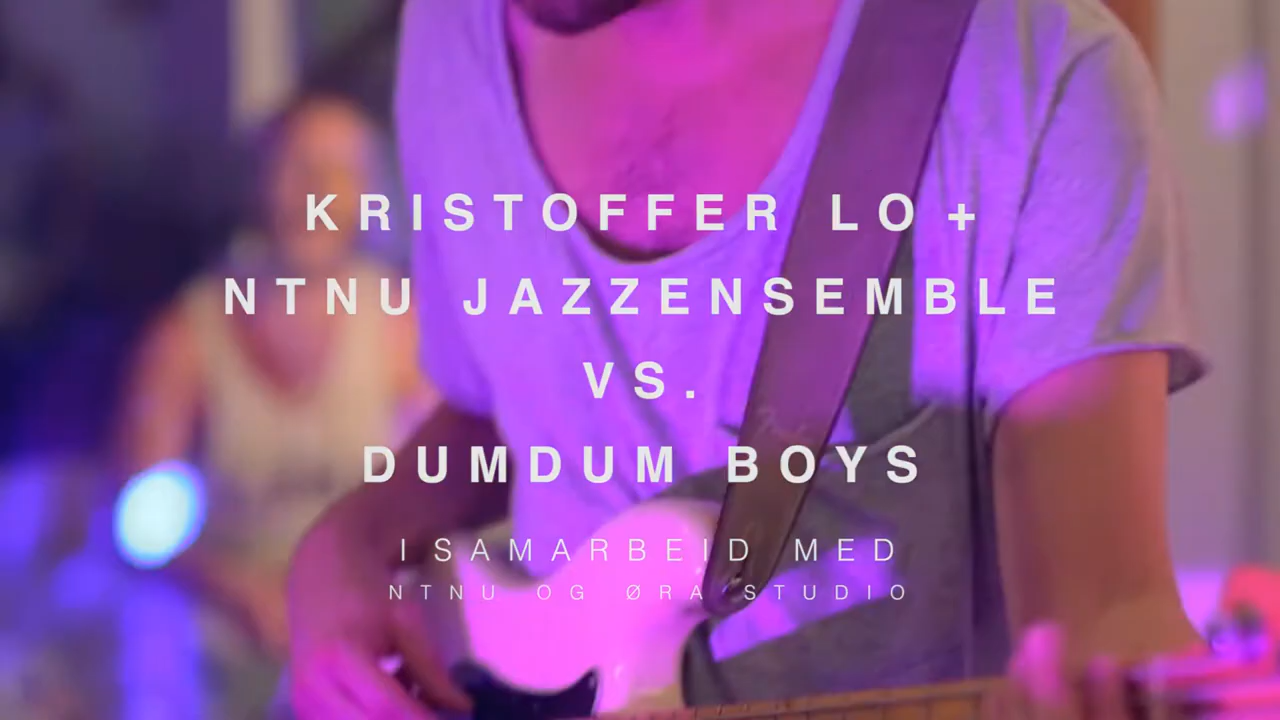 KRISTOFFER LO +
NTNU JAZZENSEMBLE
VS.
DUMDUM BOYS
I SAMARBEID MED
NTNU OG ØRA STUDIO